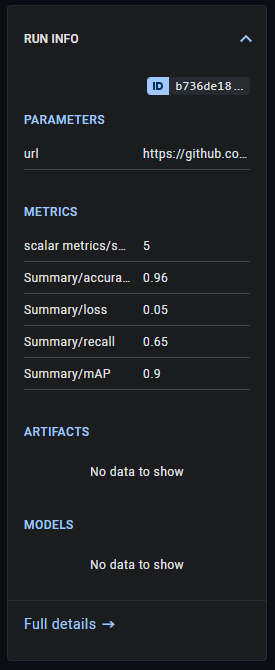 RUN INFO
ID b736de18...
PARAMETERS
url https://github.co...
METRICS
scalar metrics/s... 5
Summary/accura... 0.96
Summary/loss 0.05
Summary/recall 0.65
Summary/mAP 0.9
ARTIFACTS
No data to show
MODELS
No data to show
Full details →